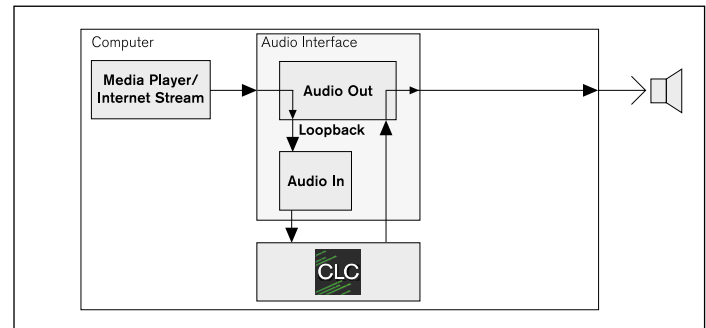 Computer
Audio Interface
Media Player/
Internet Stream
Audio Out
Loopback
Audio In
CLC